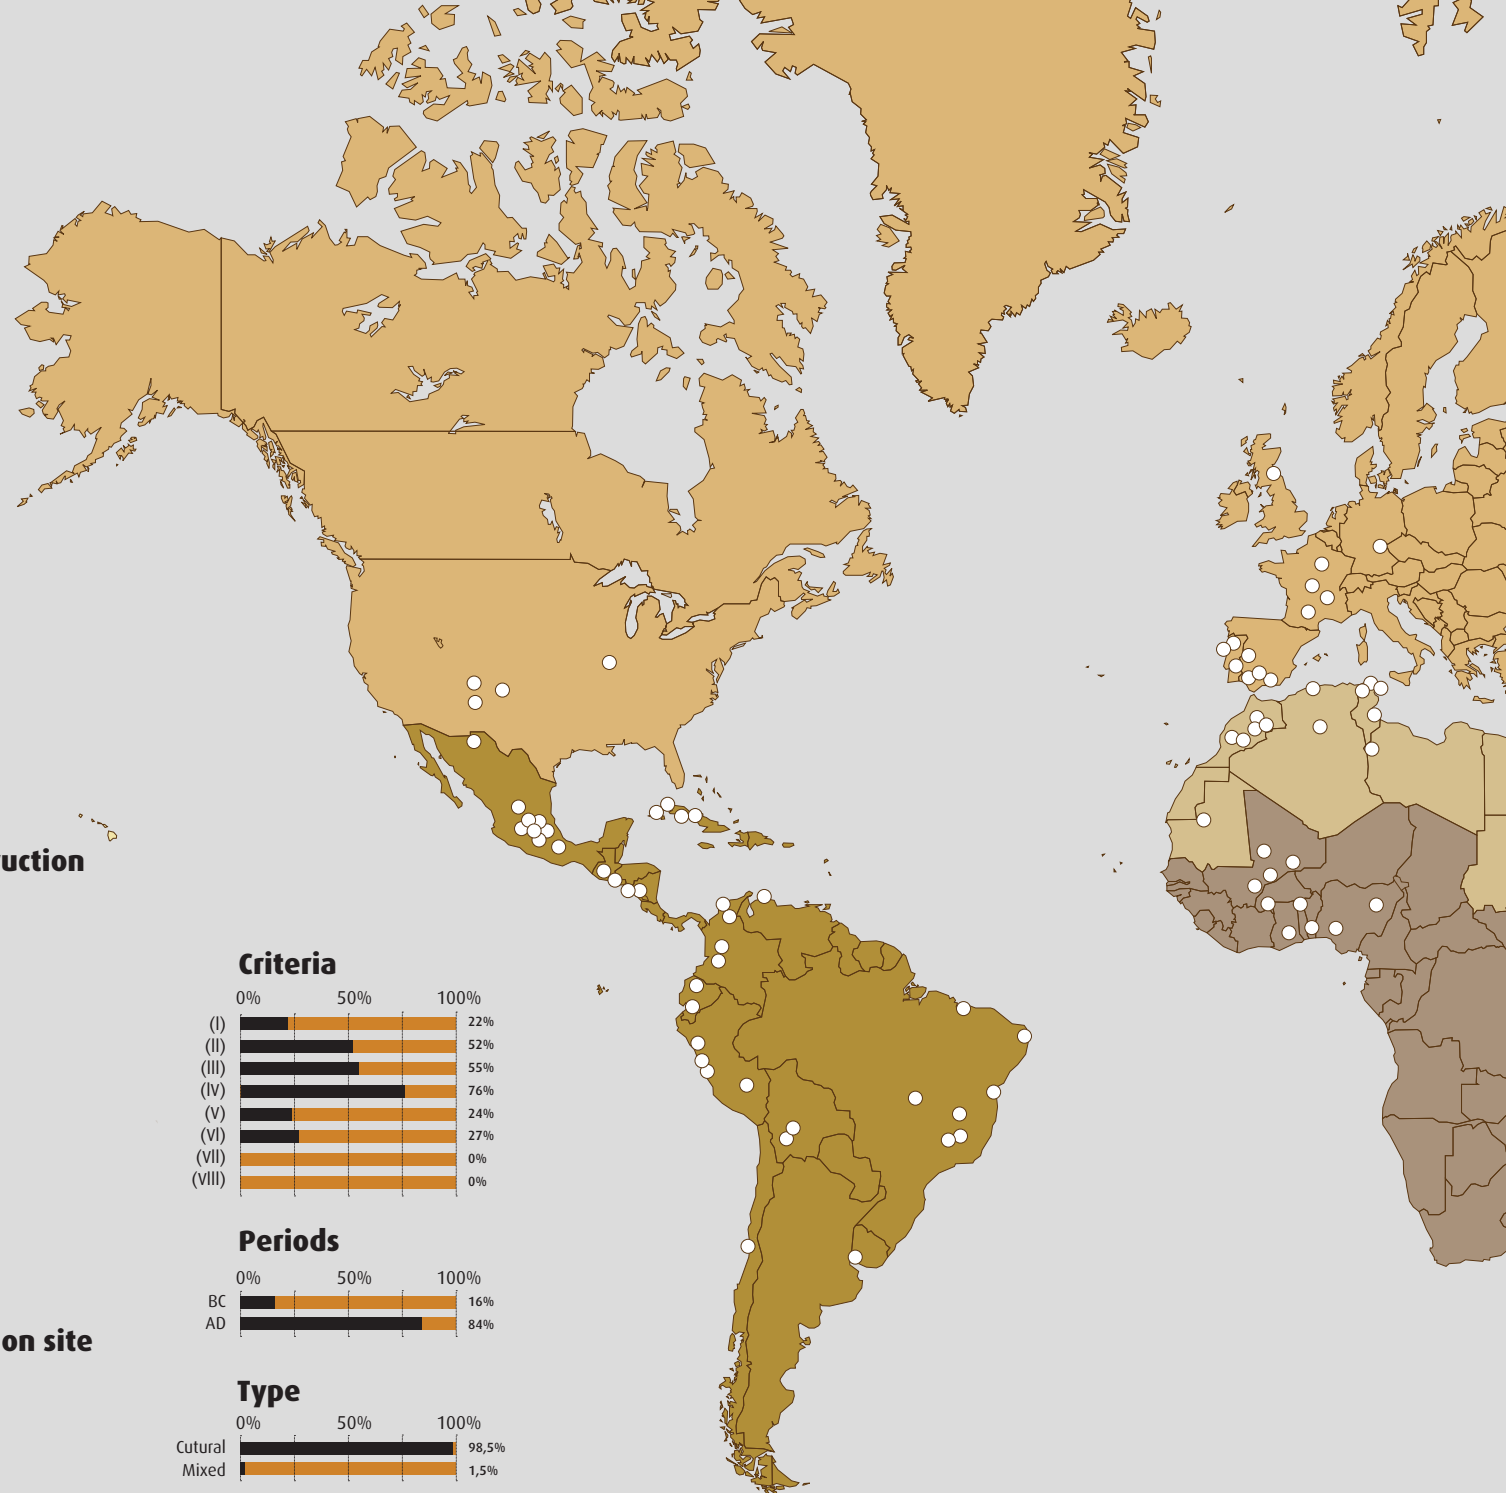 uction
on site
Criteria
0% 50% 100%
(I) 22%
(II) 52%
(III) 55%
(IV) 76%
(V) 24%
(VI) 27%
(VII) 0%
(VIII) 0%
Periods
0% 50% 100%
BC 16%
AD 84%
Type
0% 50% 100%
Cutural 98,5%
Mixed 1,5%